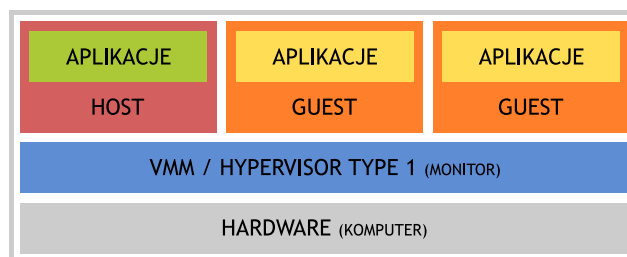 APLIKACJE APLIKACJE APLIKACJE
HOST GUEST GUEST
VMM / HYPERVISOR TYPE 1 (MONITOR)
HARDWARE (KOMPUTER)